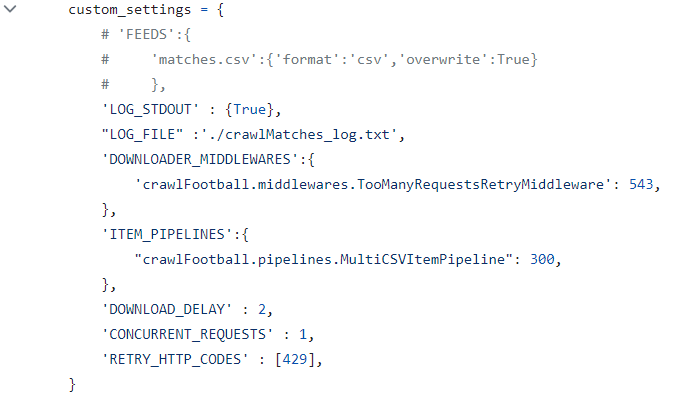 custom_settings = {
# 'FEEDS':{
#     'matches.csv':{'format':'csv','overwrite':True}
#     },
'LOG_STDOUT' : {True},
"LOG_FILE" :'./crawlMatches_log.txt',
'DOWNLOADER_MIDDLEWARES':{
'crawlFootball.middlewares.TooManyRequestsRetryMiddleware': 543,
},
'ITEM_PIPELINES':{
"crawlFootball.pipelines.MultiCSVItemPipeline": 300,
},
'DOWNLOAD_DELAY' : 2,
'CONCURRENT_REQUESTS' : 1,
'RETRY_HTTP_CODES' : [429],
}